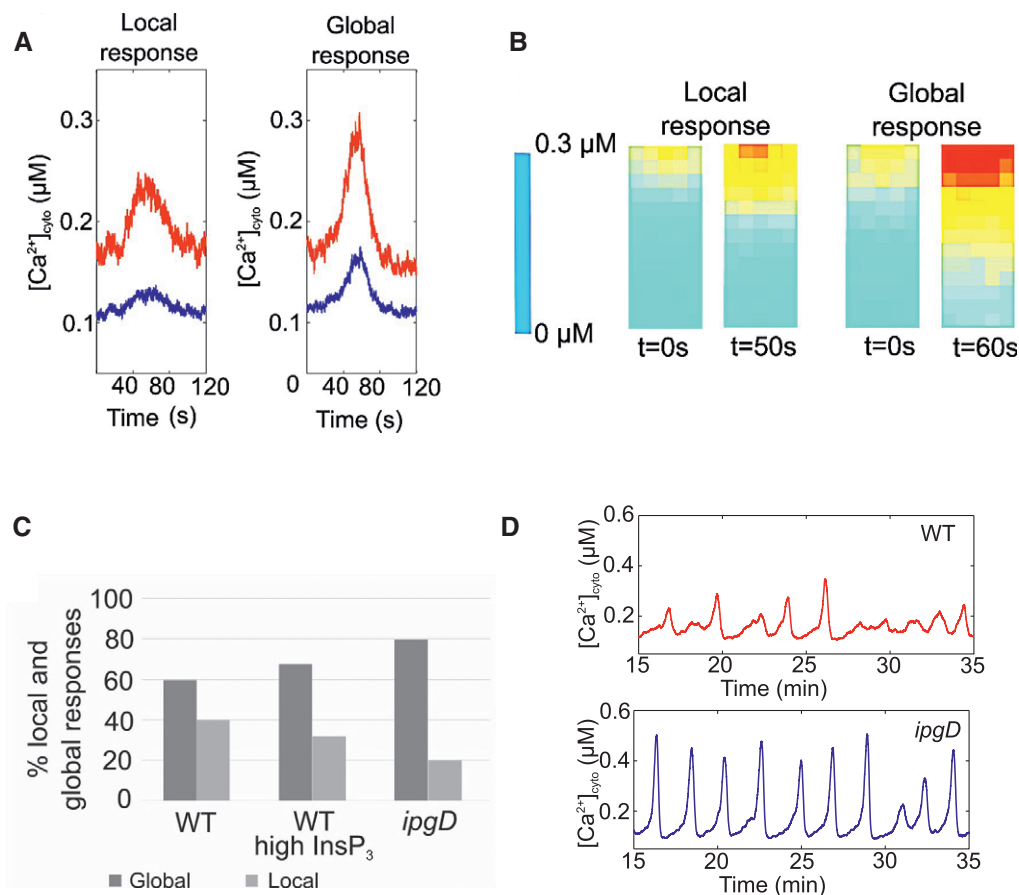 A
Local
response
Global
response
[Ca²⁺]cyto (µM)
0.3
0.2
0.1
40 80 120
Time (s)
[Ca²⁺]cyto (µM)
0.3
0.2
0.1
0 40 80 120
Time (s)
B
Local
response
Global
response
0.3 µM
0 µM
t=0s
t=50s
t=0s
t=60s
C
% local and
global responses
100
80
60
40
20
0
WT
WT
high InsP₃
ipgD
Global
Local
D
WT
[Ca²⁺]cyto (µM)
0.6
0.4
0.2
15 20 25 30 35
Time (min)
ipgD
[Ca²⁺]cyto (µM)
0.6
0.4
0.2
15 20 25 30 35
Time (min)